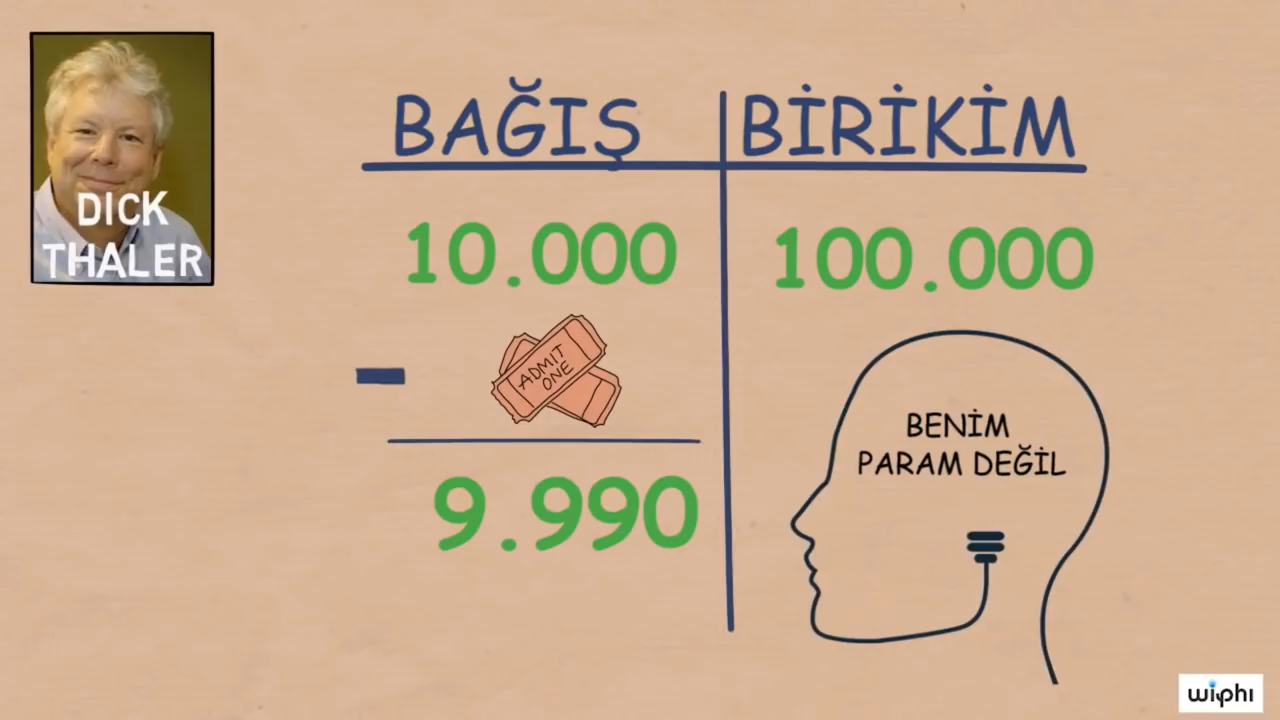 DICK
THALER
BAĞIŞ
BİRİKİM
10.000
100.000
ADMIT
ONE
-
9.990
BENİM
PARAM DEĞİL
wiphi